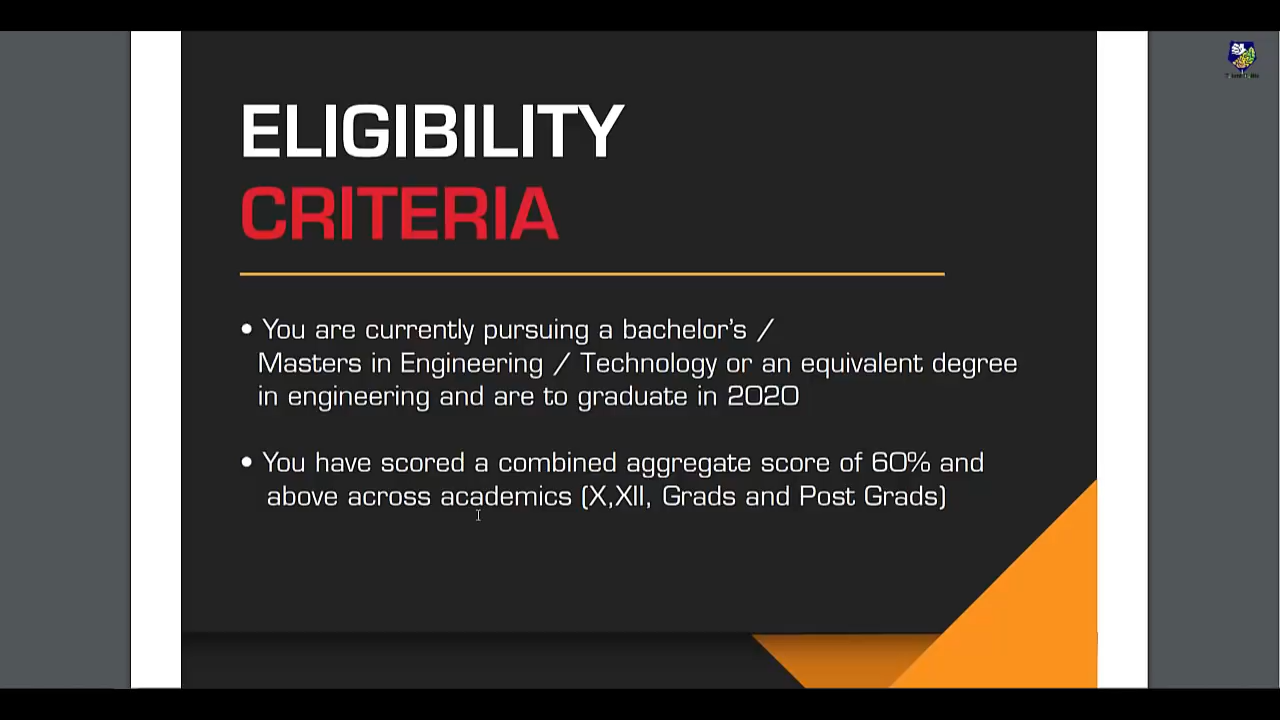 ELIGIBILITY
CRITERIA
• You are currently pursuing a bachelor's /
Masters in Engineering / Technology or an equivalent degree
in engineering and are to graduate in 2020
• You have scored a combined aggregate score of 60% and
above across academics (X,XII, Grads and Post Grads)